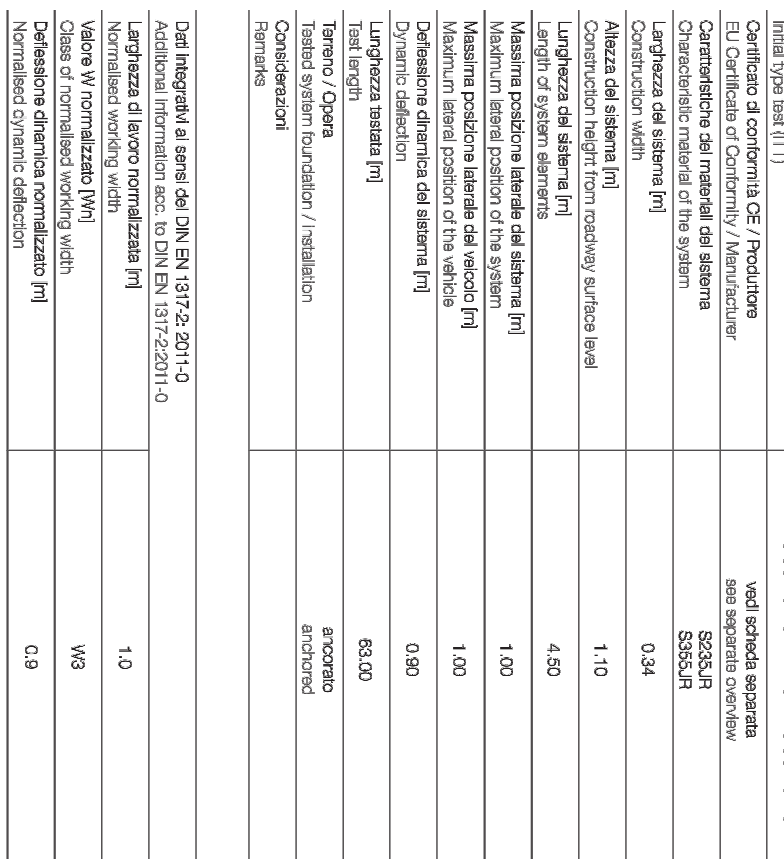 Initial type test (ITT)
Certificato di conformità CE / Produttore
EU Certificate of Conformity / Manufacturer
vedi scheda separata
see separate overview
Caratteristiche dei materiali del sistema
Characteristic material of the system
S235JR
S355JR
Larghezza del sistema [m]
Construction width
0.34
Altezza del sistema [m]
Construction height from roadway surface level
1.10
Lunghezza del sistema [m]
Length of system elements
4.50
Massima posizione laterale del sistema [m]
Maximum lateral position of the system
1.00
Massima posizione laterale del veicolo [m]
Maximum lateral position of the vehicle
1.00
Deflessione dinamica del sistema [m]
Dynamic deflection
0.90
Lunghezza testata [m]
Test length
63.00
Terreno / Opera
Tested system foundation / Installation
ancorato
anchored
Considerazioni
Remarks
Dati integrativi ai sensi del DIN EN 1317-2: 2011-0
Additional information acc. to DIN EN 1317-2:2011-0
Larghezza di lavoro normalizzata [m]
Normalised working width
1.0
Valore W normalizzato [Wn]
Class of normalised working width
W3
Deflessione dinamica normalizzato [m]
Normalised dynamic deflection
0.9